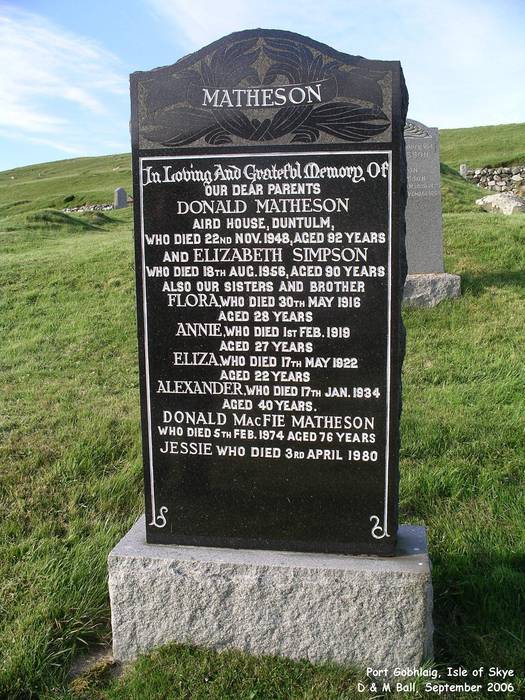 MATHESON
In Loving And Grateful Memory Of
OUR DEAR PARENTS
DONALD MATHESON
AIRD HOUSE, DUNTULM,
WHO DIED 22ND NOV. 1948, AGED 92 YEARS
AND ELIZABETH SIMPSON
WHO DIED 18TH AUG. 1956, AGED 90 YEARS
ALSO OUR SISTERS AND BROTHER
FLORA, WHO DIED 30TH MAY 1916
AGED 28 YEARS
ANNIE, WHO DIED 1ST FEB. 1919
AGED 27 YEARS
ELIZA, WHO DIED 17TH MAY 1922
AGED 22 YEARS
ALEXANDER, WHO DIED 17TH JAN. 1934
AGED 40 YEARS.
DONALD MACFIE MATHESON
WHO DIED 5TH FEB. 1974 AGED 76 YEARS
JESSIE WHO DIED 3RD APRIL 1980
Port Gobhlaig, Isle of Skye
D & M Ball, September 2006